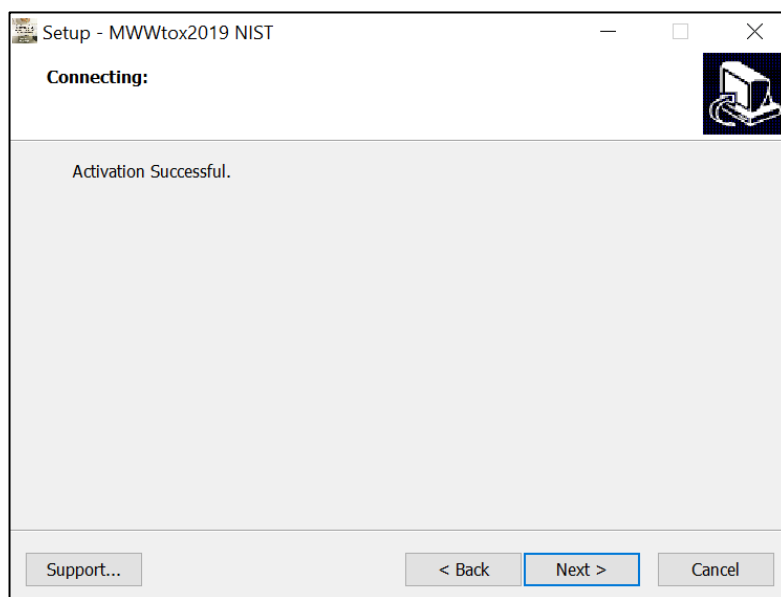 Setup - MWWtox2019 NIST
Connecting:
Activation Successful.
Support...
< Back
Next >
Cancel